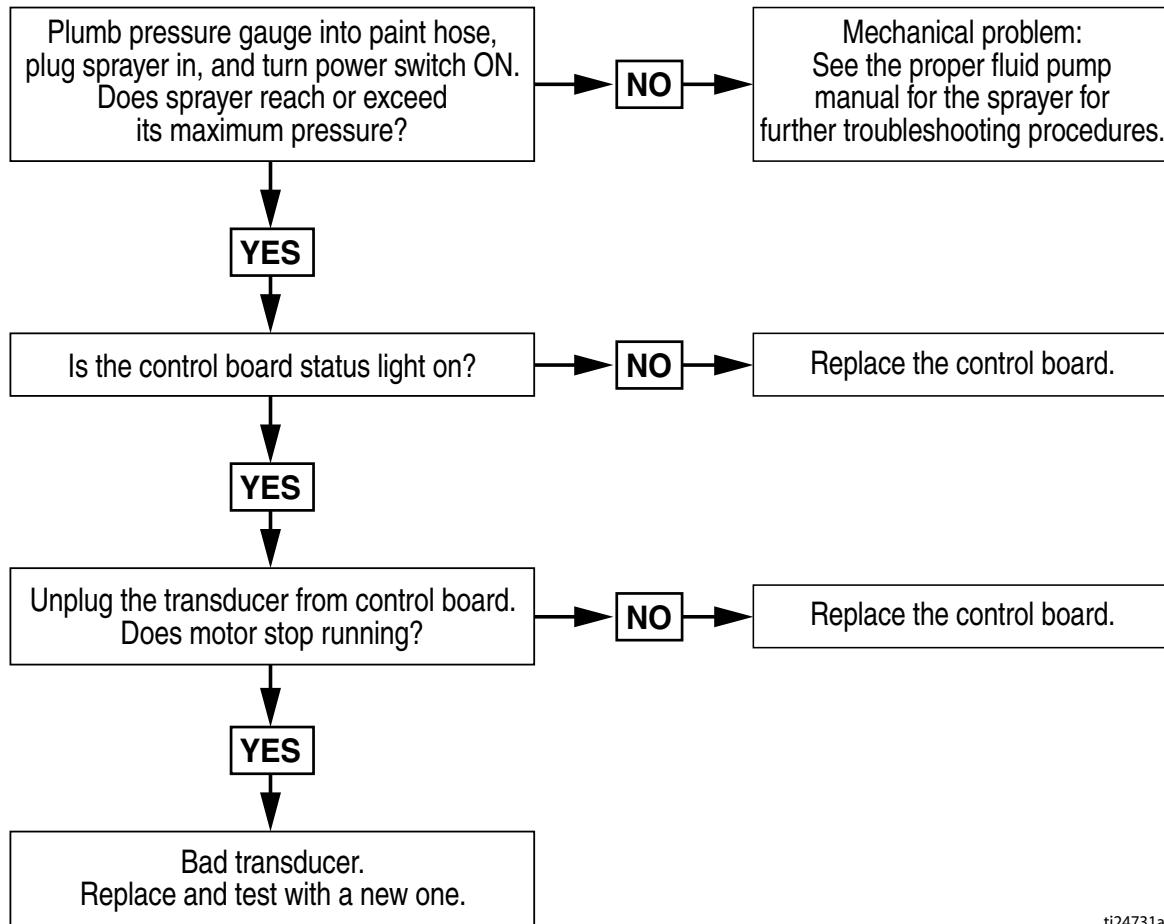 Plumb pressure gauge into paint hose,
plug sprayer in, and turn power switch ON.
Does sprayer reach or exceed
its maximum pressure?
NO
Mechanical problem:
See the proper fluid pump
manual for the sprayer for
further troubleshooting procedures.
YES
Is the control board status light on?
NO
Replace the control board.
YES
Unplug the transducer from control board.
Does motor stop running?
NO
Replace the control board.
YES
Bad transducer.
Replace and test with a new one.
ti24731a